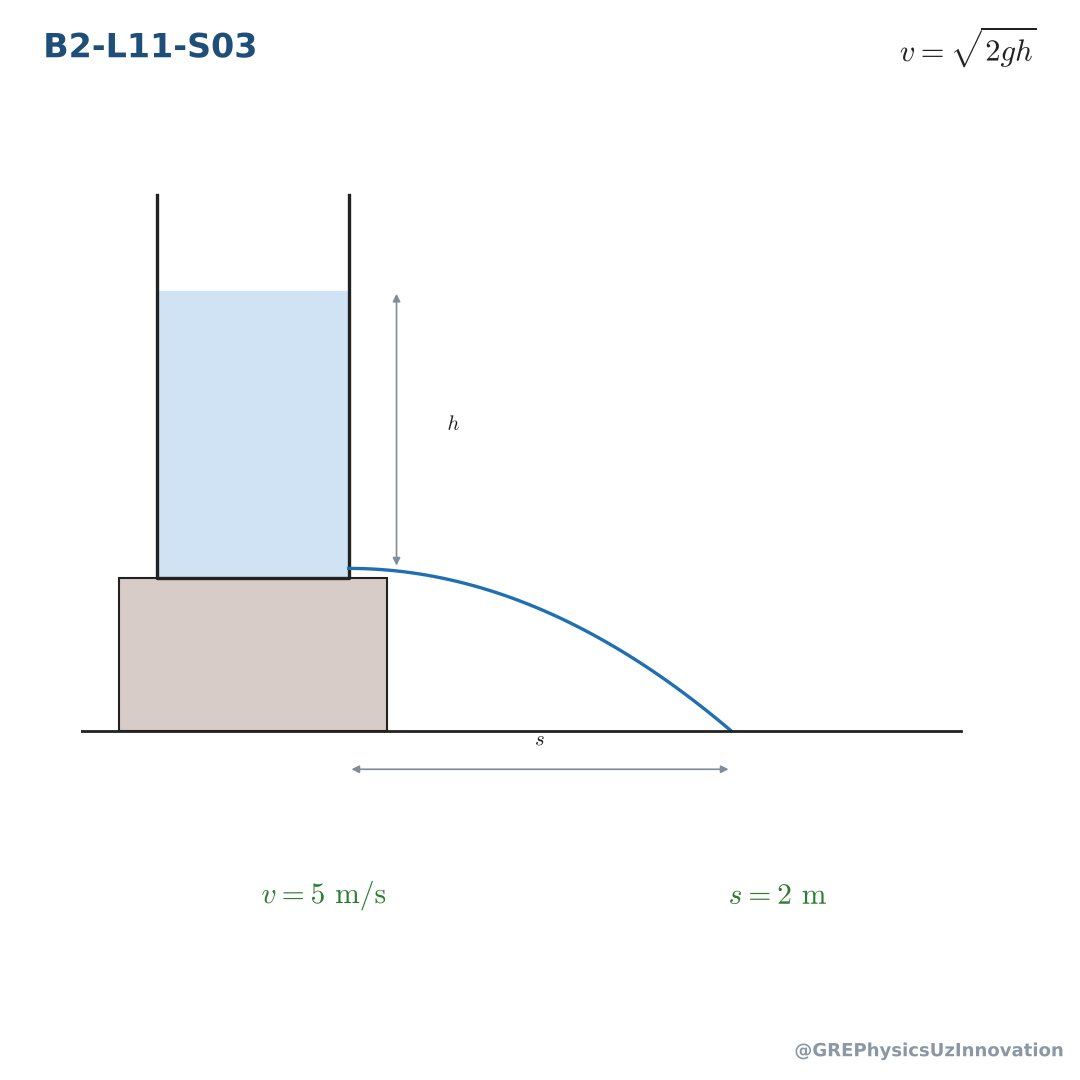 B2-L11-S03
v = √2gh
h
s
v = 5 m/s
s = 2 m
@GREPhysicsUzInnovation